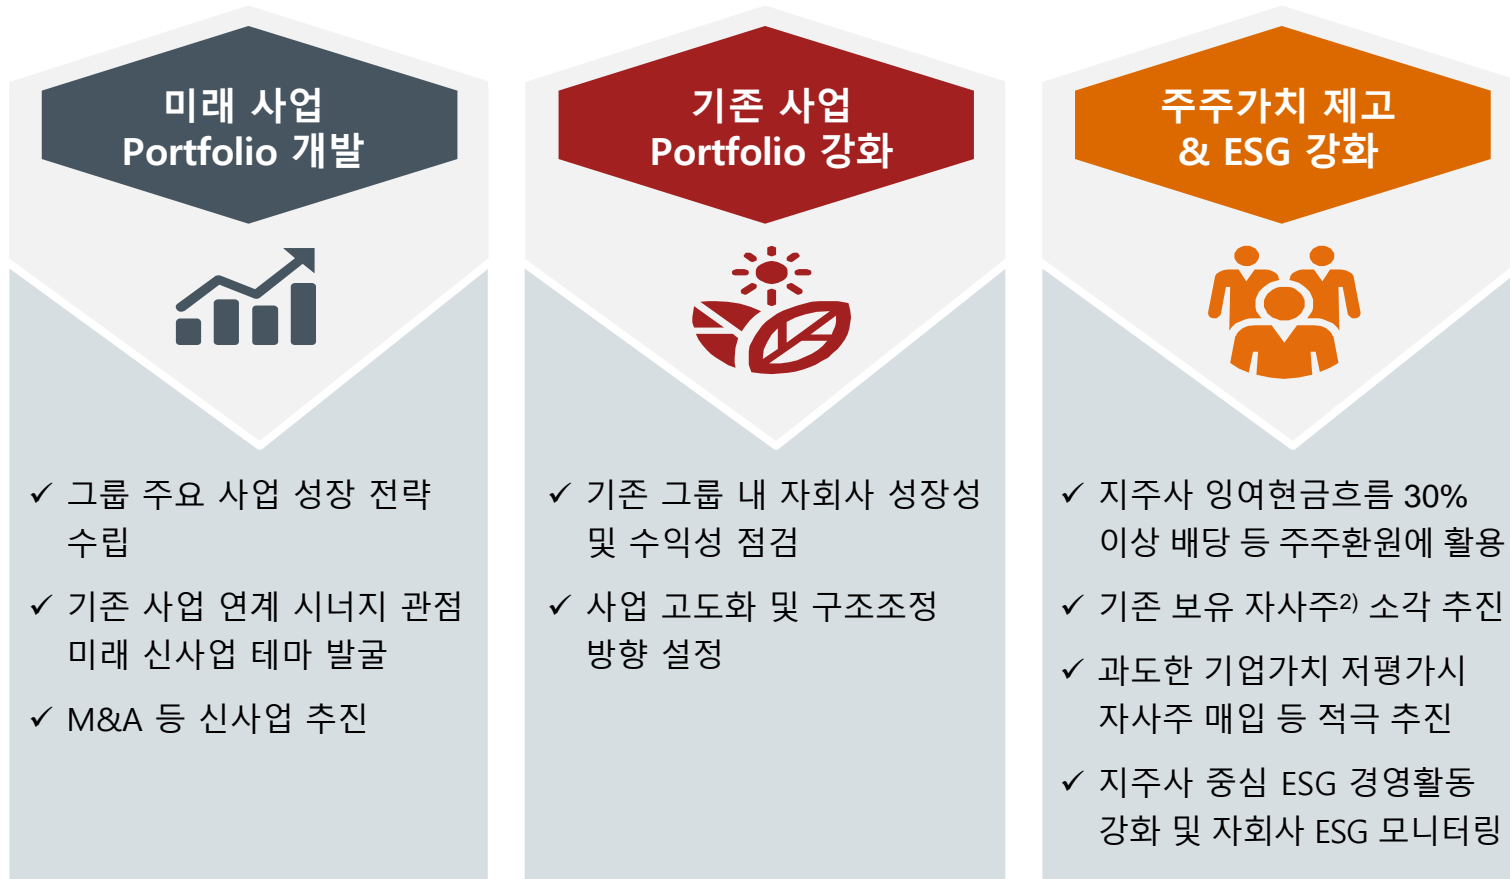 미래 사업
Portfolio 개발
✓ 그룹 주요 사업 성장 전략
수립
✓ 기존 사업 연계 시너지 관점
미래 신사업 테마 발굴
✓ M&A 등 신사업 추진
기존 사업
Portfolio 강화
✓ 기존 그룹 내 자회사 성장성
및 수익성 점검
✓ 사업 고도화 및 구조조정
방향 설정
주주가치 제고
& ESG 강화
✓ 지주사 잉여현금흐름 30%
이상 배당 등 주주환원에 활용
✓ 기존 보유 자사주2) 소각 추진
✓ 과도한 기업가치 저평가시
자사주 매입 등 적극 추진
✓ 지주사 중심 ESG 경영활동
강화 및 자회사 ESG 모니터링